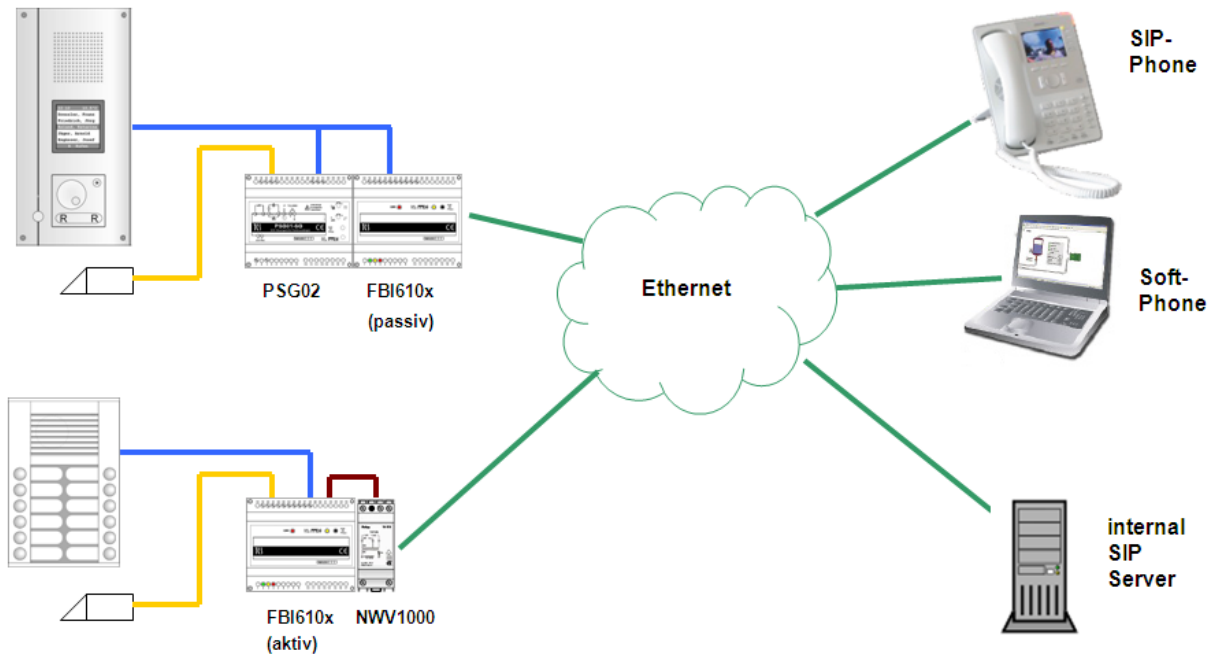 SIP-
Phone
R R
PSG02
FBI610x
(passiv)
Ethernet
Soft-
Phone
FBI610x
(aktiv)
NWV1000
internal
SIP
Server